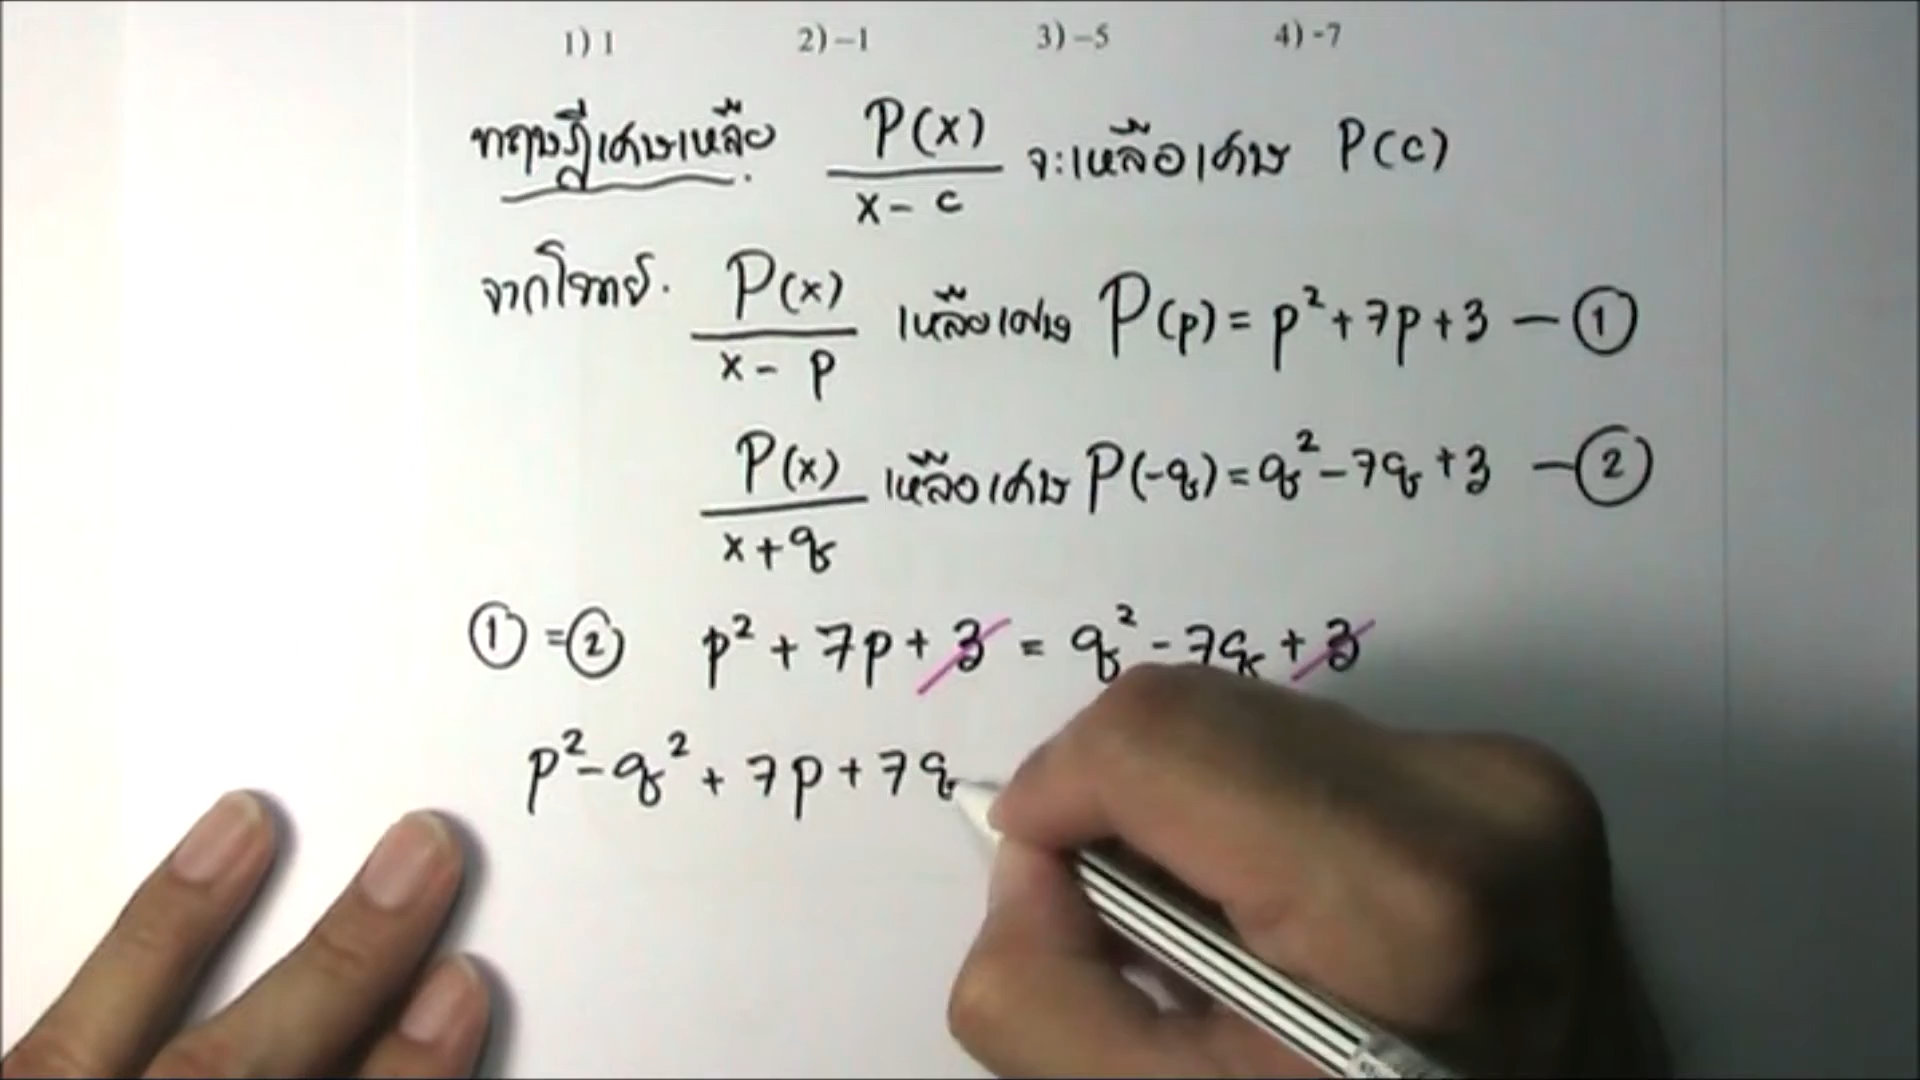 1) 1 2) –1 3) –5 4) -7
ทฤษฎีเศษเหลือ. P(x) / x - c จะเหลือเศษ P(c)
จากโจทย์. P(x) / x - p เหลือเศษ P(p) = p² + 7p + 3 — ①
P(x) / x + q เหลือเศษ P(-q) = q² - 7q + 3 — ②
① = ② p² + 7p + 3 = q² - 7q + 3
p² - q² + 7p + 7q